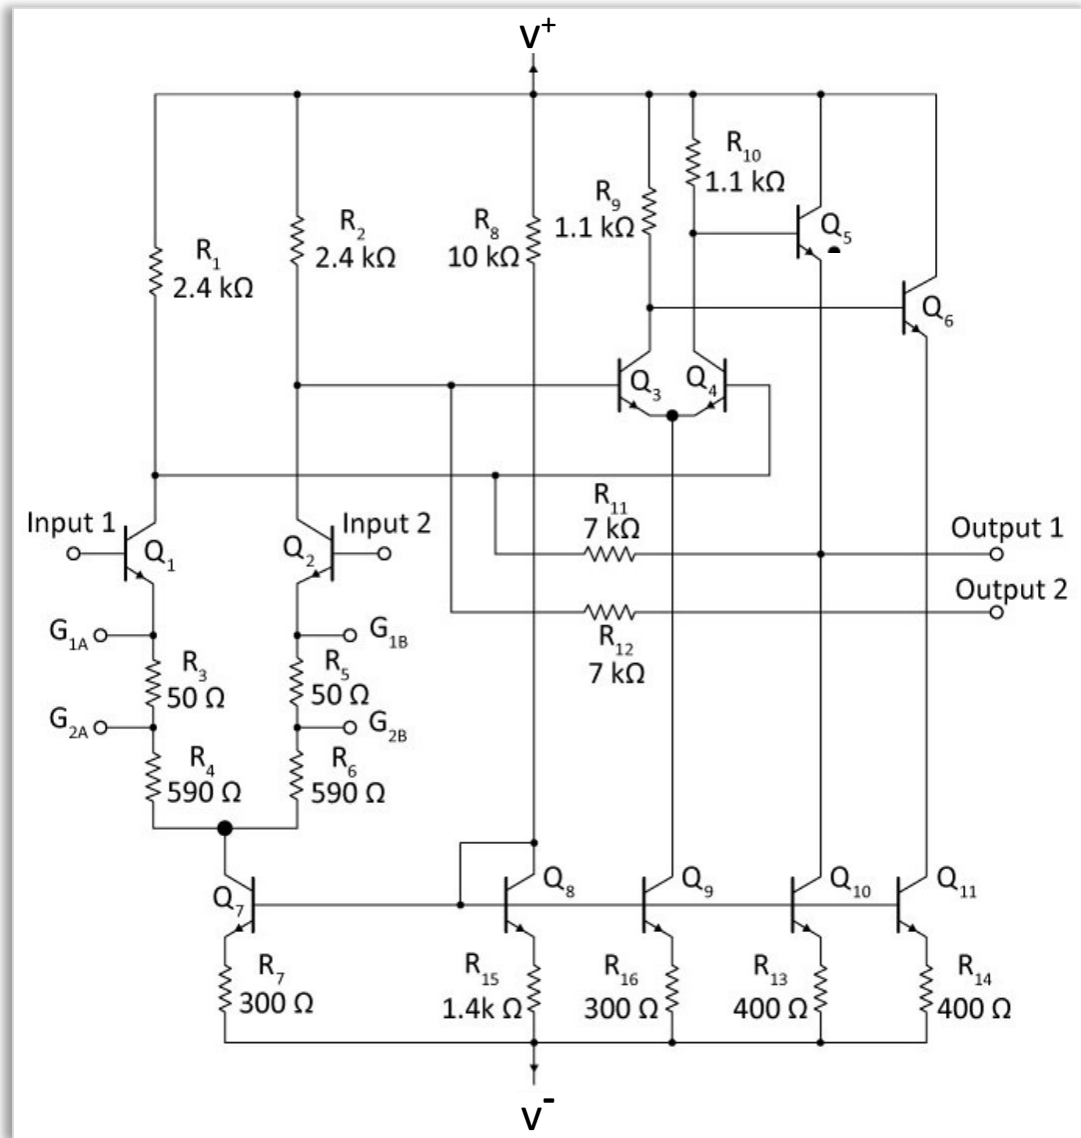 V⁺
R₁₀
1.1 kΩ
R₉
1.1 kΩ
R₂
2.4 kΩ
R₈
10 kΩ
Q₅
R₁
2.4 kΩ
Q₆
Q₃
Q₄
Input 1
Input 2
R₁₁
7 kΩ
Output 1
Q₁
Q₂
Output 2
G₁A
G₁B
R₁₂
7 kΩ
R₃
50 Ω
R₅
50 Ω
G₂A
G₂B
R₄
590 Ω
R₆
590 Ω
Q₇
Q₈
Q₉
Q₁₀
Q₁₁
R₇
300 Ω
R₁₅
1.4k Ω
R₁₆
300 Ω
R₁₃
400 Ω
R₁₄
400 Ω
V⁻